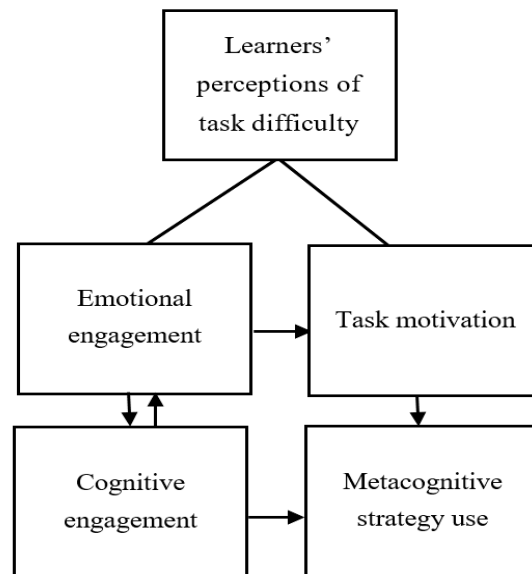 Learners’
perceptions of
task difficulty
Emotional
engagement
Task motivation
Cognitive
engagement
Metacognitive
strategy use